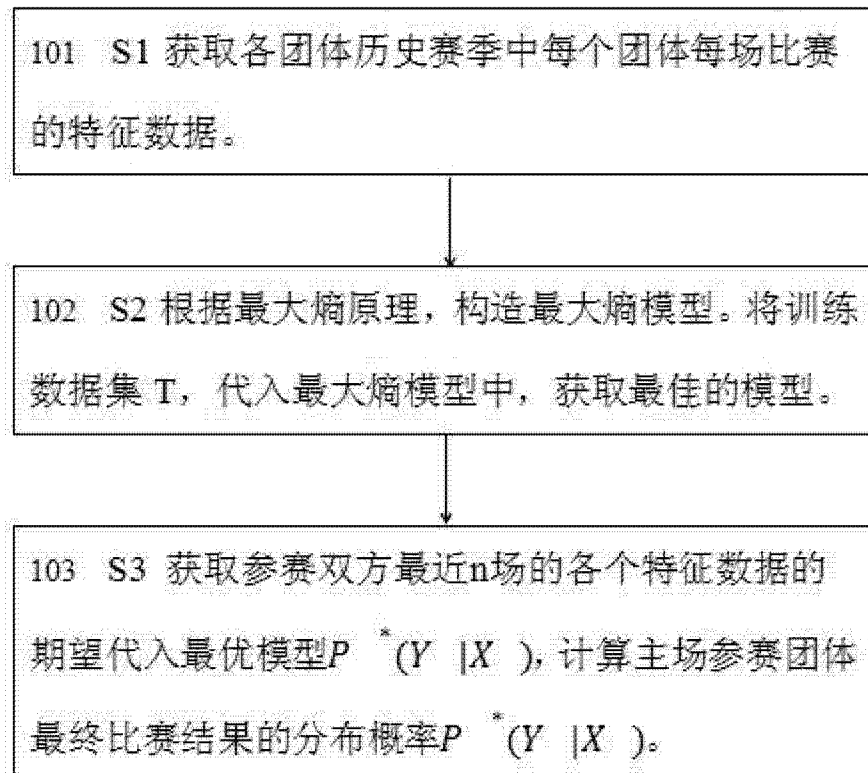 101 S1 获取各团体历史赛季中每个团体每场比赛
的特征数据。
102 S2 根据最大熵原理，构造最大熵模型。将训练
数据集 T，代入最大熵模型中，获取最佳的模型。
103 S3 获取参赛双方最近n场的各个特征数据的
期望代入最优模型P *(Y |X )，计算主场参赛团体
最终比赛结果的分布概率P *(Y |X )。